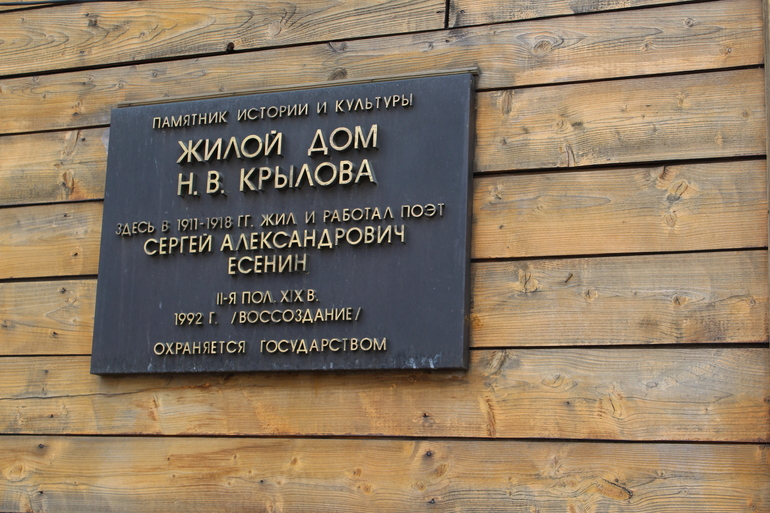 ПАМЯТНИК ИСТОРИИ И КУЛЬТУРЫ
ЖИЛОЙ ДОМ
Н. В. КРЫЛОВА
ЗДЕСЬ В 1911-1918 ГГ. ЖИЛ И РАБОТАЛ ПОЭТ
СЕРГЕЙ АЛЕКСАНДРОВИЧ
ЕСЕНИН
II-Я ПОЛ. XIX В.
1992 Г. /ВОССОЗДАНИЕ/
ОХРАНЯЕТСЯ ГОСУДАРСТВОМ